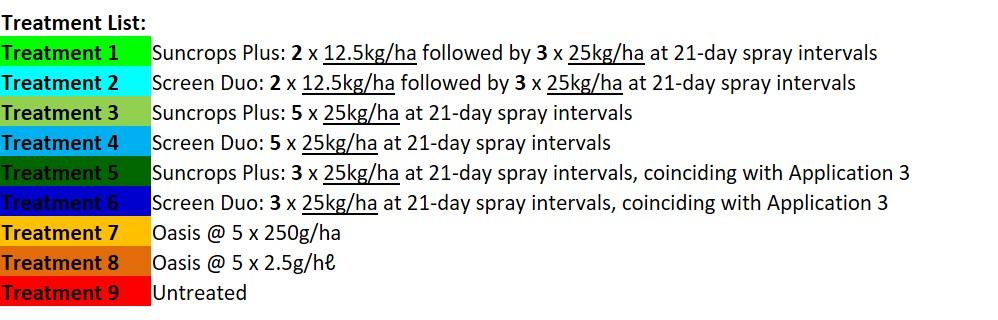 Treatment List:
Treatment 1 Suncrops Plus: 2 x 12.5kg/ha followed by 3 x 25kg/ha at 21-day spray intervals
Treatment 2 Screen Duo: 2 x 12.5kg/ha followed by 3 x 25kg/ha at 21-day spray intervals
Treatment 3 Suncrops Plus: 5 x 25kg/ha at 21-day spray intervals
Treatment 4 Screen Duo: 5 x 25kg/ha at 21-day spray intervals
Treatment 5 Suncrops Plus: 3 x 25kg/ha at 21-day spray intervals, coinciding with Application 3
Treatment 6 Screen Duo: 3 x 25kg/ha at 21-day spray intervals, coinciding with Application 3
Treatment 7 Oasis @ 5 x 250g/ha
Treatment 8 Oasis @ 5 x 2.5g/hℓ
Treatment 9 Untreated